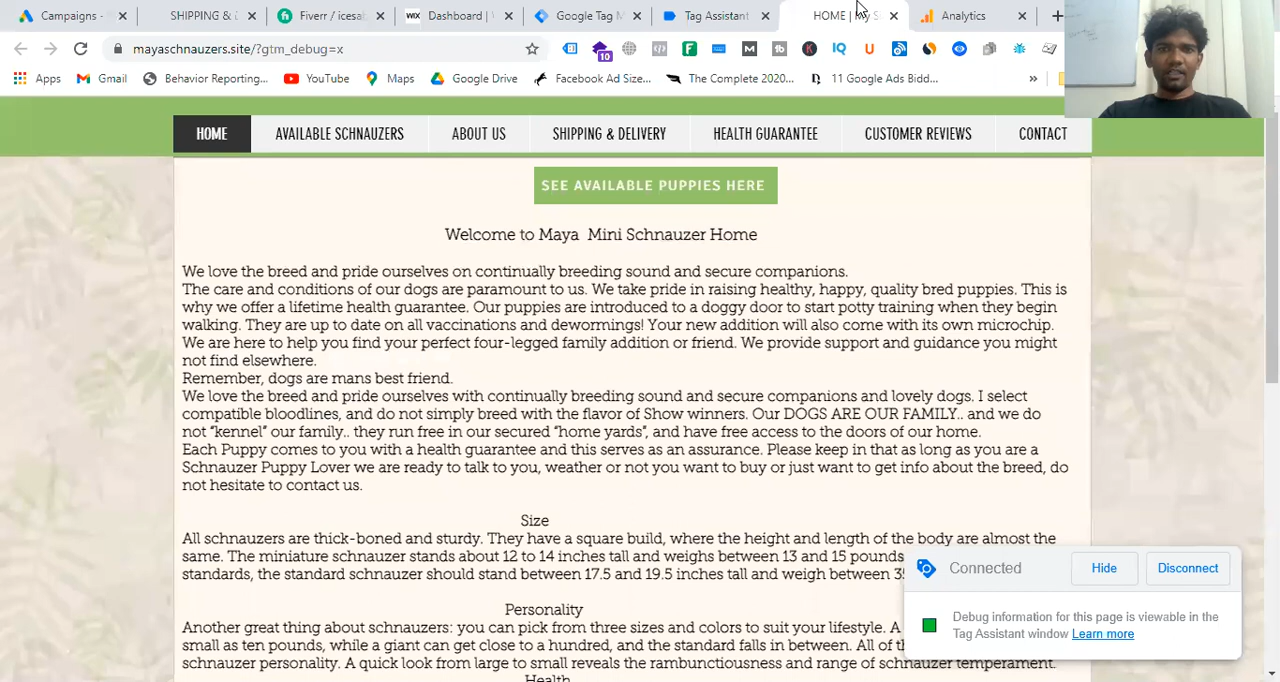 Campaigns -
SHIPPING &
Fiverr / icesa
WIX
Dashboard |
Google Tag M
Tag Assistant
HOME |
Analytics
mayaschnauzers.site/?gtm_debug=x
10
Apps
Gmail
Behavior Reporting...
YouTube
Maps
Google Drive
Facebook Ad Size...
The Complete 2020...
11 Google Ads Bidd...
»
HOME
AVAILABLE SCHNAUZERS
ABOUT US
SHIPPING & DELIVERY
HEALTH GUARANTEE
CUSTOMER REVIEWS
CONTACT
SEE AVAILABLE PUPPIES HERE
Welcome to Maya Mini Schnauzer Home
We love the breed and pride ourselves on continually breeding sound and secure companions.
The care and conditions of our dogs are paramount to us. We take pride in raising healthy, happy, quality bred puppies. This is
why we offer a lifetime health guarantee. Our puppies are introduced to a doggy door to start potty training when they begin
walking. They are up to date on all vaccinations and dewormings! Your new addition will also come with its own microchip.
We are here to help you find your perfect four-legged family addition or friend. We provide support and guidance you might
not find elsewhere.
Remember, dogs are mans best friend.
We love the breed and pride ourselves with continually breeding sound and secure companions and lovely dogs. I select
compatible bloodlines, and do not simply breed with the flavor of Show winners. Our DOGS ARE OUR FAMILY.. and we do
not “kennel” our family.. they run free in our secured “home yards”, and have free access to the doors of our home.
Each Puppy comes to you with a health guarantee and this serves as an assurance. Please keep in that as long as you are a
Schnauzer Puppy Lover we are ready to talk to you, weather or not you want to buy or just want to get info about the breed, do
not hesitate to contact us.
Size
All schnauzers are thick-boned and sturdy. They have a square build, where the height and length of the body are almost the
same. The miniature schnauzer stands about 12 to 14 inches tall and weighs between 13 and 15 pounds
standards, the standard schnauzer should stand between 17.5 and 19.5 inches tall and weigh between
Personality
Another great thing about schnauzers: you can pick from three sizes and colors to suit your lifestyle. A
small as ten pounds, while a giant can get close to a hundred, and the standard falls in between. All of
schnauzer personality. A quick look from large to small reveals the rambunctiousness and range of schnauzer temperament.
Health
Connected
Hide
Disconnect
Debug information for this page is viewable in the
Tag Assistant window Learn more